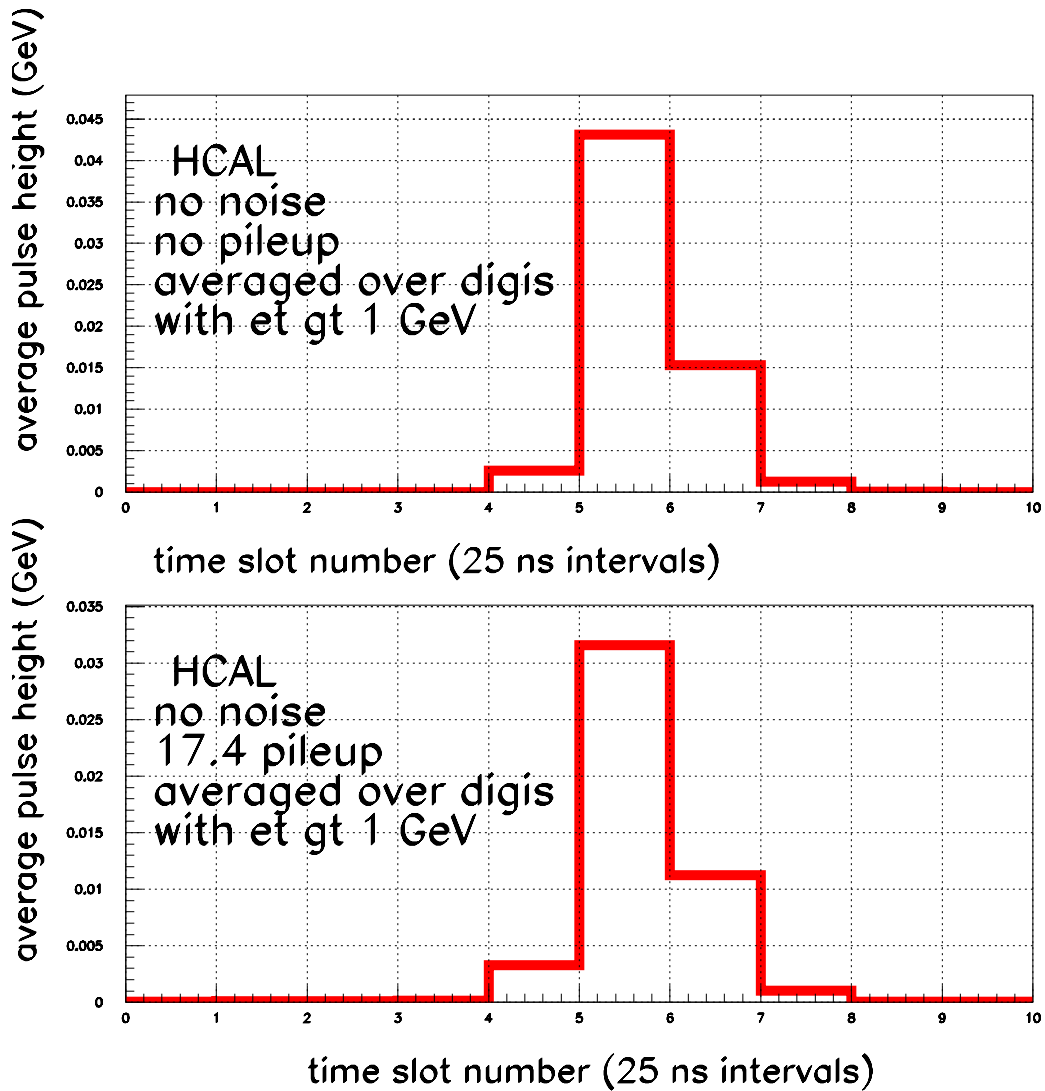 average pulse height (GeV)
0.045
0.04
0.035
0.03
0.025
0.02
0.015
0.01
0.005
0
HCAL
no noise
no pileup
averaged over digis
with et gt 1 GeV
0 1 2 3 4 5 6 7 8 9 10
time slot number (25 ns intervals)
average pulse height (GeV)
0.035
0.03
0.025
0.02
0.015
0.01
0.005
0
HCAL
no noise
17.4 pileup
averaged over digis
with et gt 1 GeV
0 1 2 3 4 5 6 7 8 9 10
time slot number (25 ns intervals)